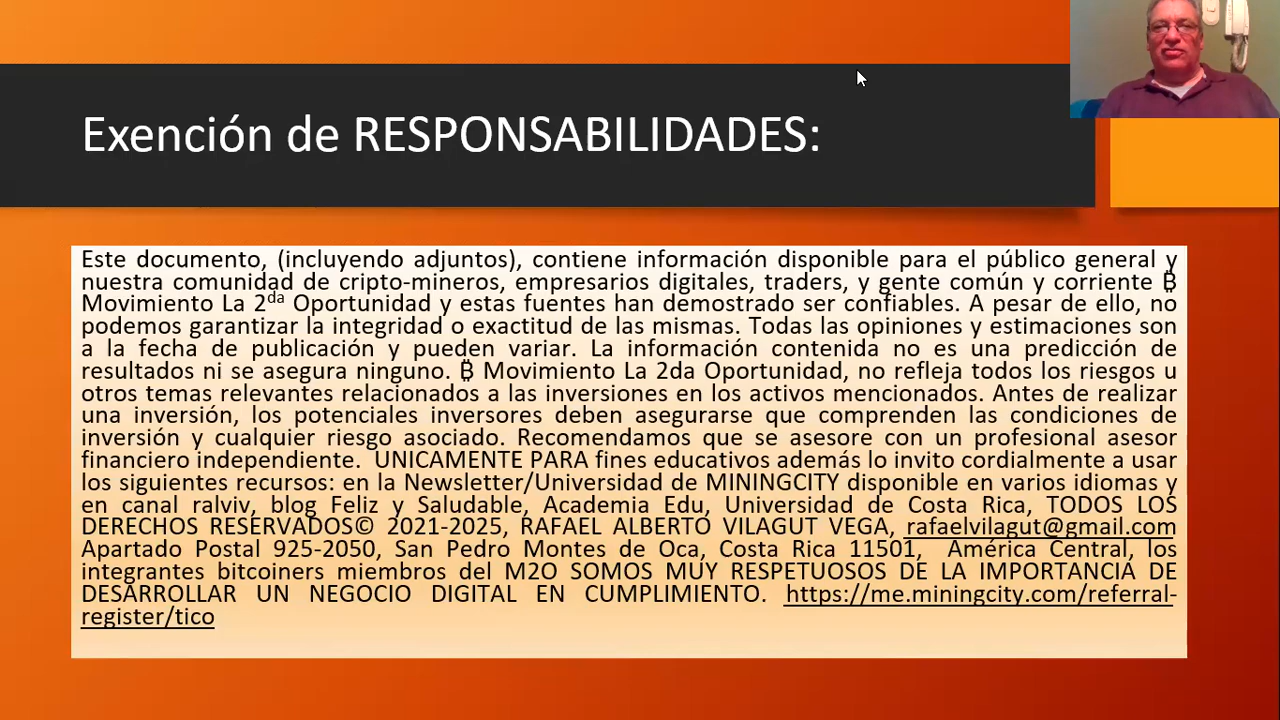 Exención de RESPONSABILIDADES:
Este documento, (incluyendo adjuntos), contiene información disponible para el público general y
nuestra comunidad de cripto-mineros, empresarios digitales, traders, y gente común y corriente ₿
Movimiento La 2da Oportunidad y estas fuentes han demostrado ser confiables. A pesar de ello, no
podemos garantizar la integridad o exactitud de las mismas. Todas las opiniones y estimaciones son
a la fecha de publicación y pueden variar. La información contenida no es una predicción de
resultados ni se asegura ninguno. ₿ Movimiento La 2da Oportunidad, no refleja todos los riesgos u
otros temas relevantes relacionados a las inversiones en los activos mencionados. Antes de realizar
una inversión, los potenciales inversores deben asegurarse que comprenden las condiciones de
inversión y cualquier riesgo asociado. Recomendamos que se asesore con un profesional asesor
financiero independiente. UNICAMENTE PARA fines educativos además lo invito cordialmente a usar
los siguientes recursos: en la Newsletter/Universidad de MININGCITY disponible en varios idiomas y
en canal ralviv, blog Feliz y Saludable, Academia Edu, Universidad de Costa Rica, TODOS LOS
DERECHOS RESERVADOS© 2021-2025, RAFAEL ALBERTO VILAGUT VEGA, rafaelvilagut@gmail.com
Apartado Postal 925-2050, San Pedro Montes de Oca, Costa Rica 11501, América Central, los
integrantes bitcoiners miembros del M2O SOMOS MUY RESPETUOSOS DE LA IMPORTANCIA DE
DESARROLLAR UN NEGOCIO DIGITAL EN CUMPLIMIENTO. https://me.miningcity.com/referral-
register/tico